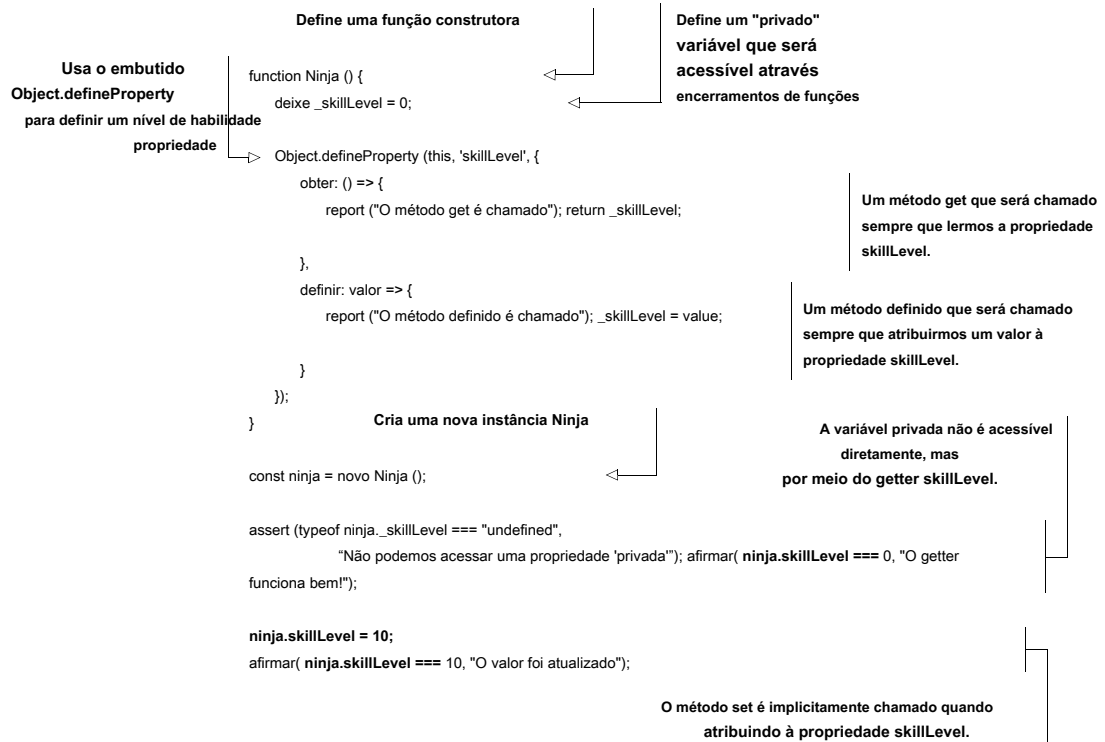 Define uma função construtora
Define um "privado"
variável que será
acessível através
encerramentos de funções
Usa o embutido
Object.defineProperty
para definir um nível de habilidade
propriedade
function Ninja () {
deixe _skillLevel = 0;
Object.defineProperty (this, 'skillLevel', {
obter: () => {
report ("O método get é chamado"); return _skillLevel;
Um método get que será chamado
sempre que lermos a propriedade
skillLevel.
},
definir: valor => {
report ("O método definido é chamado"); _skillLevel = value;
Um método definido que será chamado
sempre que atribuirmos um valor à
propriedade skillLevel.
}
});
}
Cria uma nova instância Ninja
A variável privada não é acessível
diretamente, mas
por meio do getter skillLevel.
const ninja = novo Ninja ();
assert (typeof ninja._skillLevel === "undefined",
“Não podemos acessar uma propriedade 'privada'”); afirmar( ninja.skillLevel === 0, "O getter
funciona bem!");
ninja.skillLevel = 10;
afirmar( ninja.skillLevel === 10, "O valor foi atualizado");
O método set é implicitamente chamado quando
atribuindo à propriedade skillLevel.